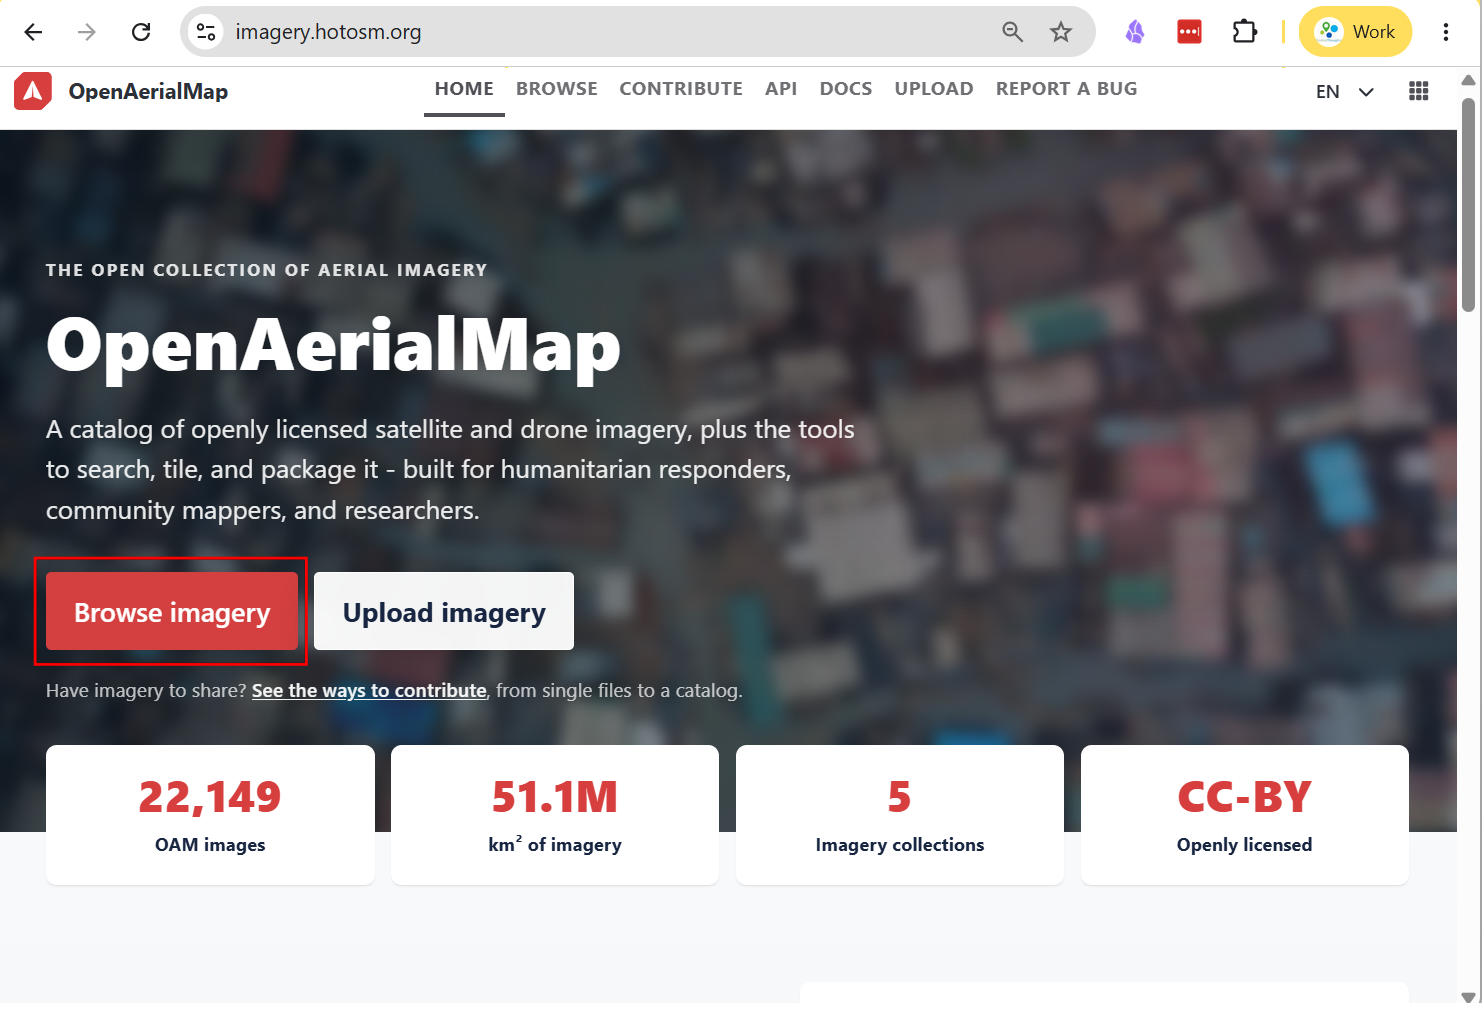 imagery.hotosm.org
Work
OpenAerialMap
HOME BROWSE CONTRIBUTE API DOCS UPLOAD REPORT A BUG
EN
THE OPEN COLLECTION OF AERIAL IMAGERY
OpenAerialMap
A catalog of openly licensed satellite and drone imagery, plus the tools
to search, tile, and package it - built for humanitarian responders,
community mappers, and researchers.
Browse imagery
Upload imagery
Have imagery to share? See the ways to contribute, from single files to a catalog.
22,149
OAM images
51.1M
km² of imagery
5
Imagery collections
CC-BY
Openly licensed